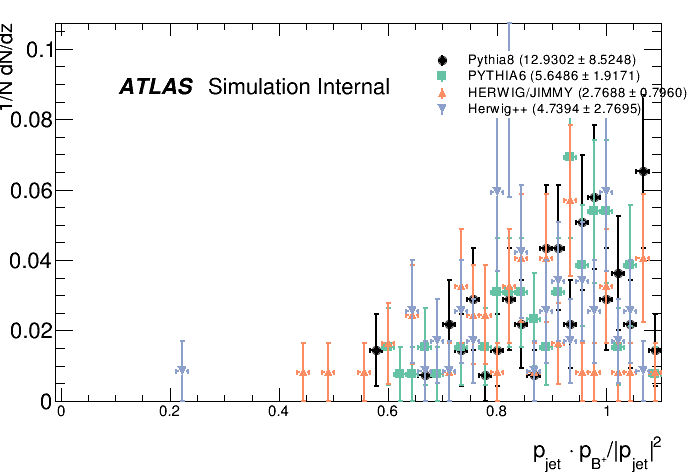 1/N dN/dz
0.1
0.08
0.06
0.04
0.02
0
ATLAS Simulation Internal
Pythia8 (12.9302 ± 8.5248)
PYTHIA6 (5.6486 ± 1.9171)
HERWIG/JIMMY (2.7688 ± 0.7960)
Herwig++ (4.7394 ± 2.7695)
0 0.2 0.4 0.6 0.8 1
p_jet · p_B⁺/|p_jet|²